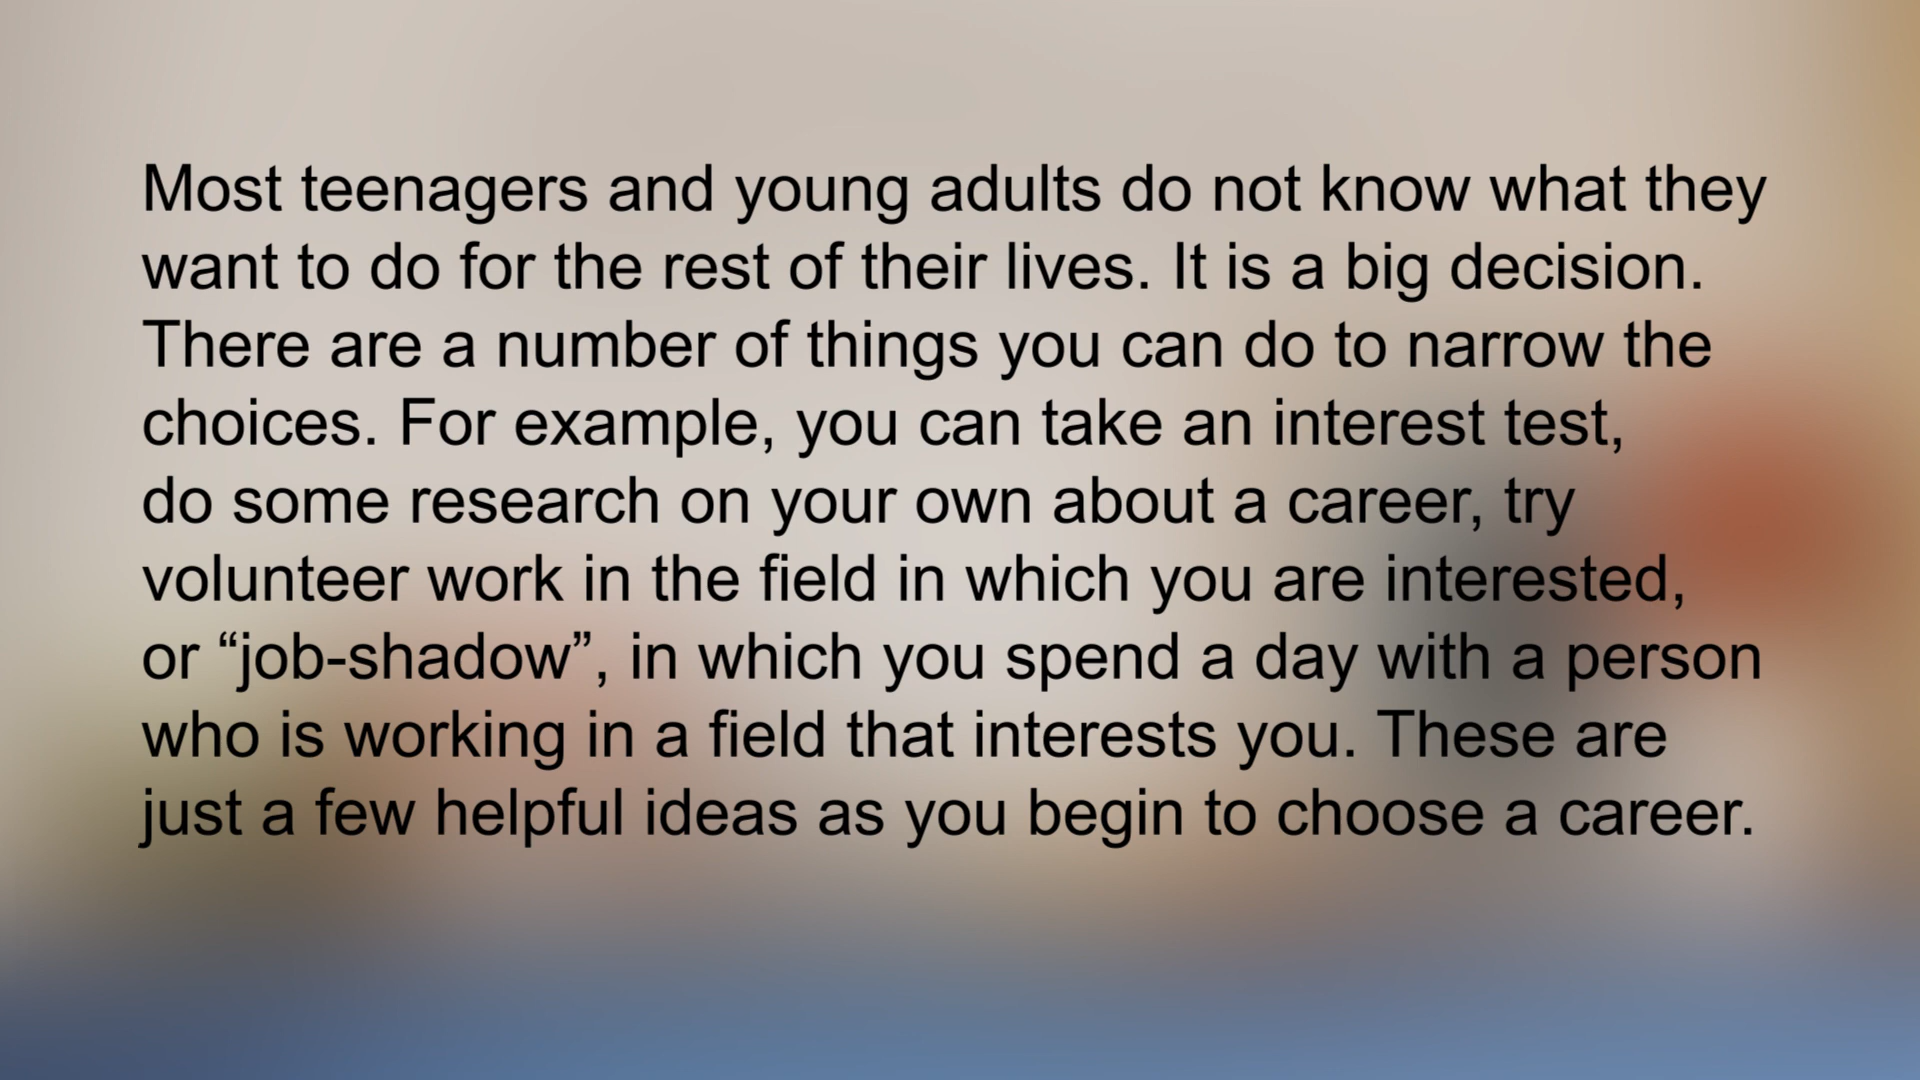 Most teenagers and young adults do not know what they
want to do for the rest of their lives. It is a big decision.
There are a number of things you can do to narrow the
choices. For example, you can take an interest test,
do some research on your own about a career, try
volunteer work in the field in which you are interested,
or “job-shadow”, in which you spend a day with a person
who is working in a field that interests you. These are
just a few helpful ideas as you begin to choose a career.